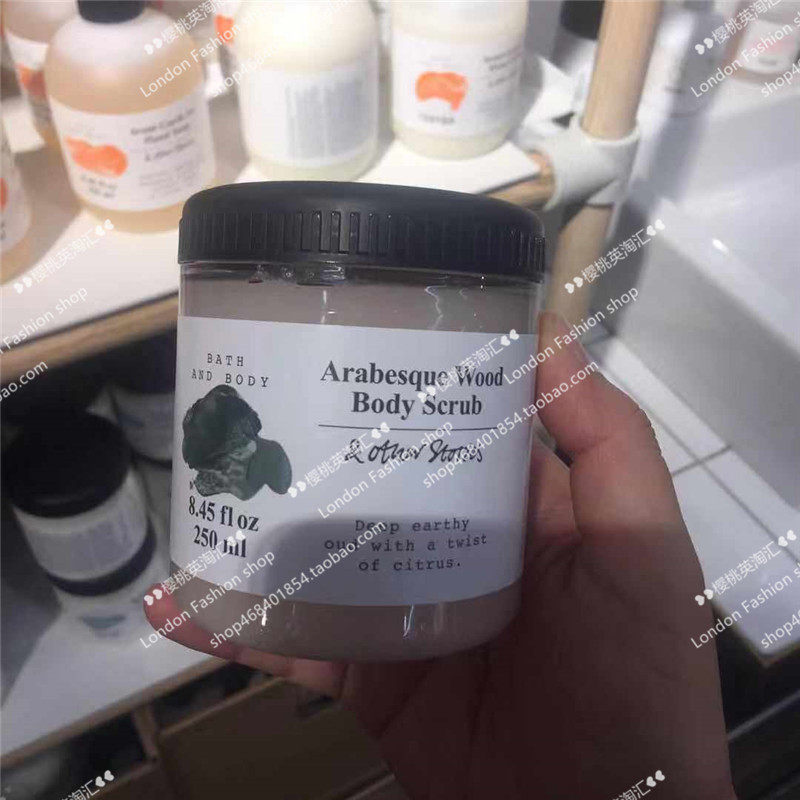 BATH
AND BODY
8.45 fl oz
250 ml
Arabesque Wood
Body Scrub
& other Stories
Deep earthy
oud with a twist
of citrus.
樱桃英淘汇
London Fashion shop
shop468401854.taobao.com